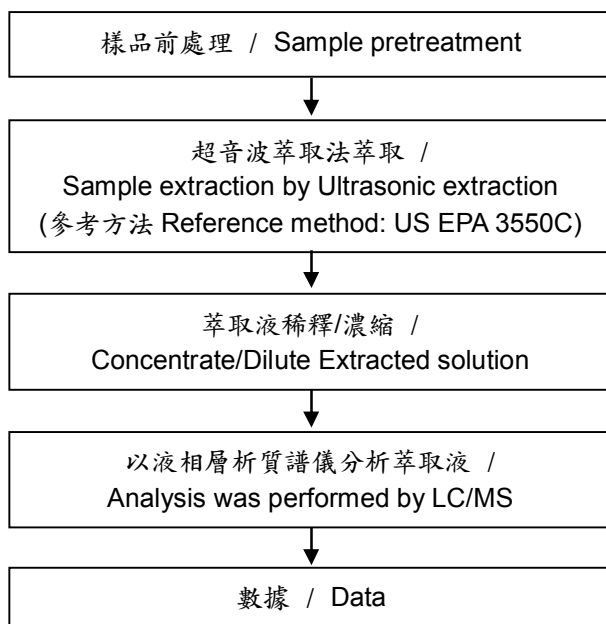 樣品前處理 / Sample pretreatment
超音波萃取法萃取 /
Sample extraction by Ultrasonic extraction
(參考方法 Reference method: US EPA 3550C)
萃取液稀釋/濃縮 /
Concentrate/Dilute Extracted solution
以液相層析質譜儀分析萃取液 /
Analysis was performed by LC/MS
數據 / Data